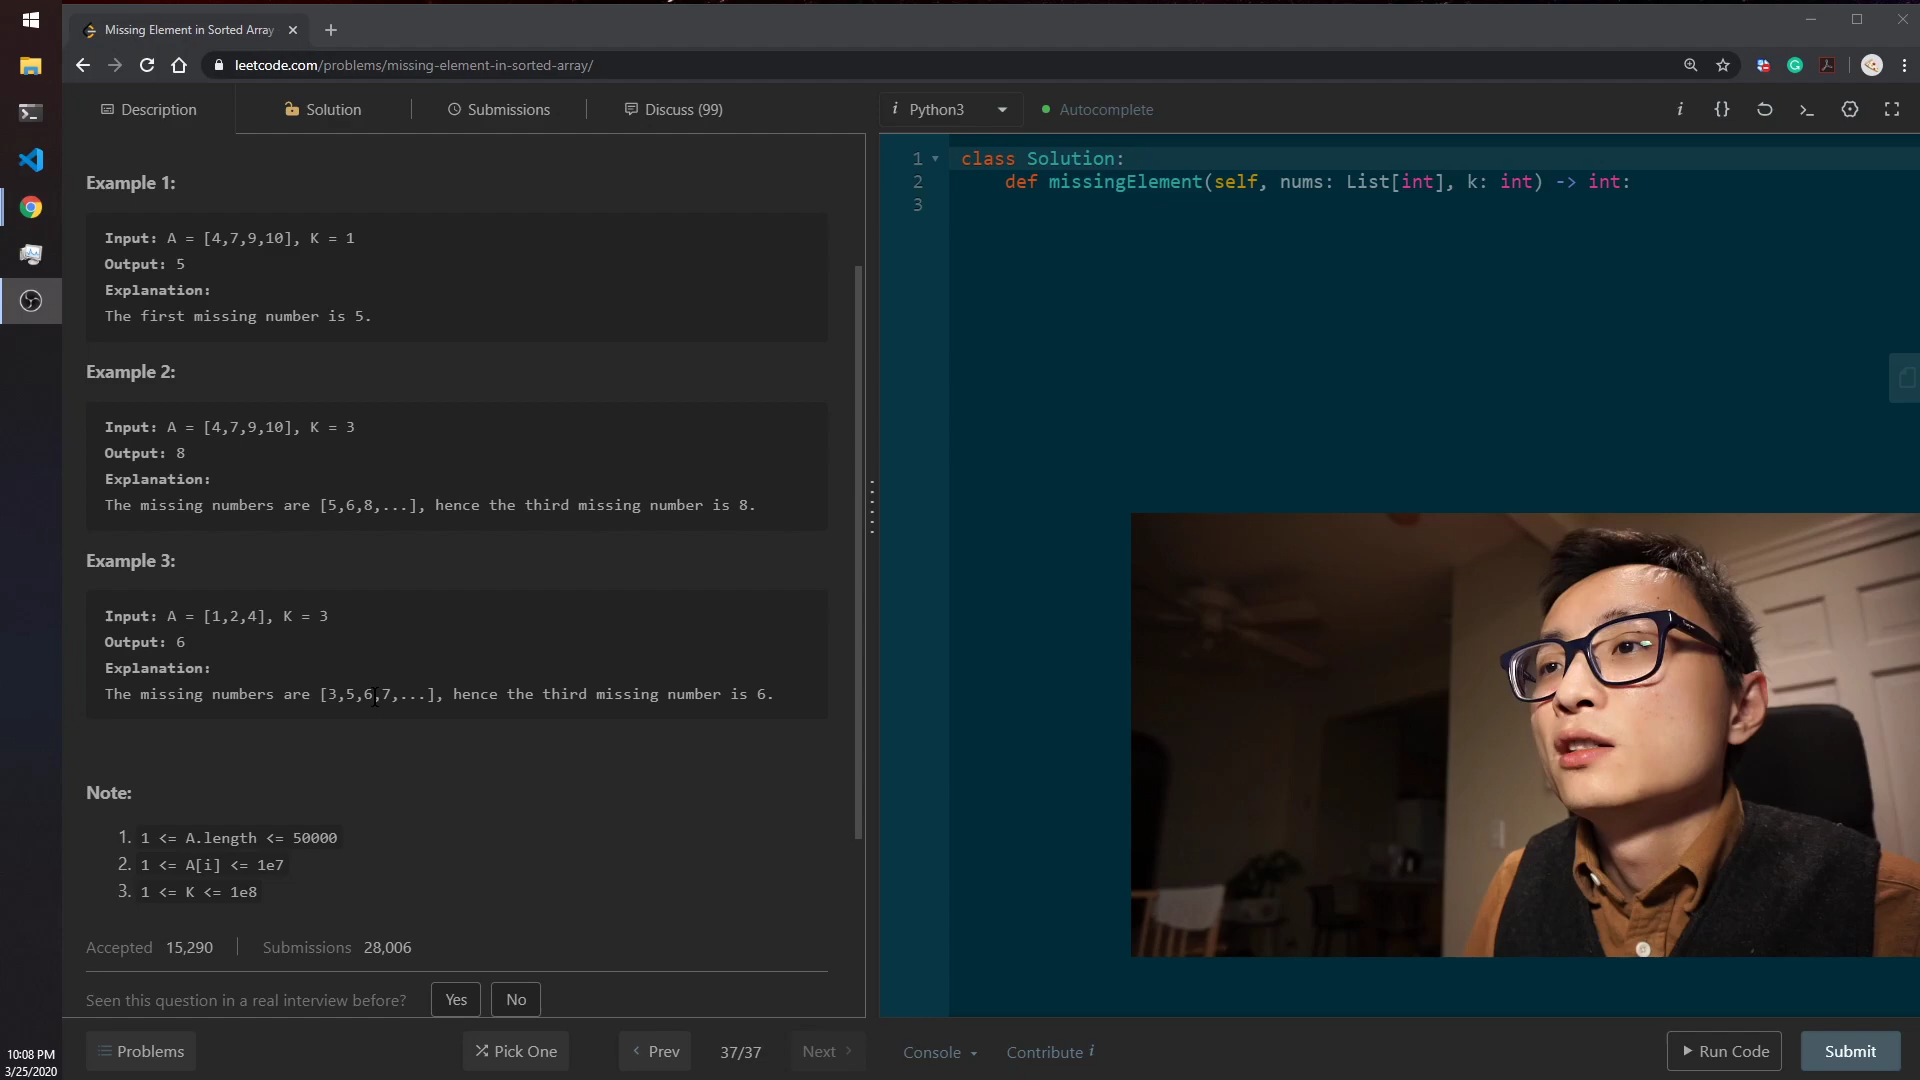 Missing Element in Sorted Array
leetcode.com/problems/missing-element-in-sorted-array/
Description
Solution
Submissions
Discuss (99)
i Python3
Autocomplete
Example 1:
Input: A = [4,7,9,10], K = 1
Output: 5
Explanation:
The first missing number is 5.
Example 2:
Input: A = [4,7,9,10], K = 3
Output: 8
Explanation:
The missing numbers are [5,6,8,...], hence the third missing number is 8.
Example 3:
Input: A = [1,2,4], K = 3
Output: 6
Explanation:
The missing numbers are [3,5,6,7,...], hence the third missing number is 6.
Note:
1. 1 <= A.length <= 50000
2. 1 <= A[i] <= 1e7
3. 1 <= K <= 1e8
Accepted 15,290 Submissions 28,006
Seen this question in a real interview before? Yes No
Problems
Pick One
Prev
37/37
Next
1 class Solution:
2 def missingElement(self, nums: List[int], k: int) -> int:
3
Console
Contribute i
Run Code
Submit
10:08 PM
3/25/2020